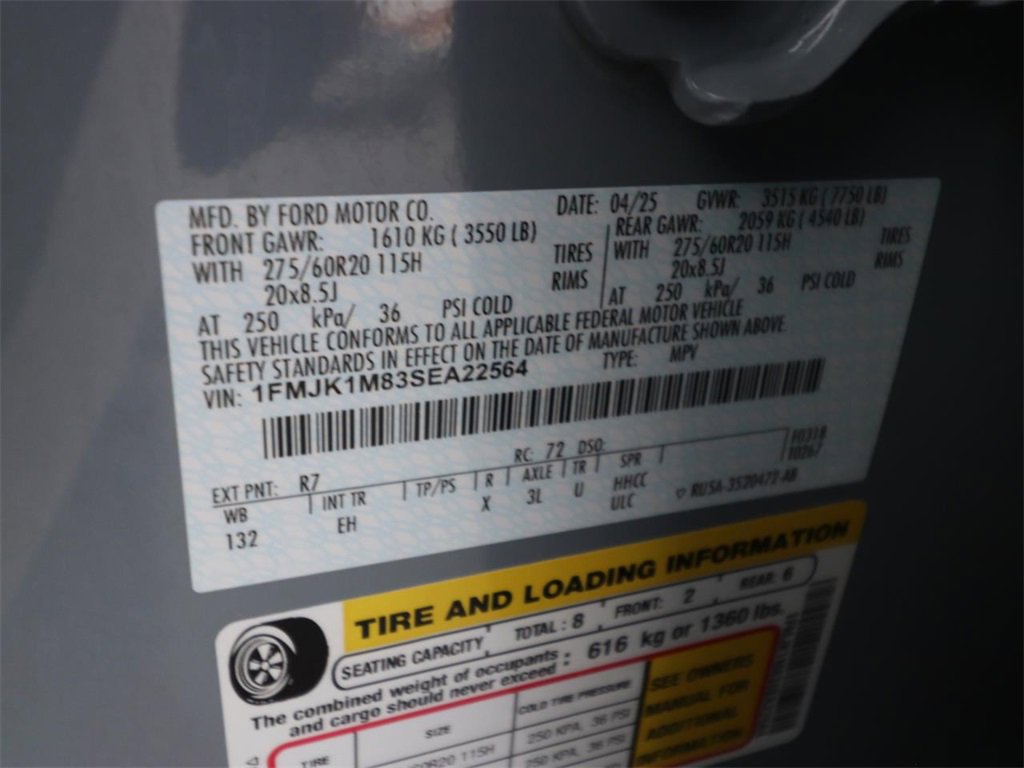 MFD. BY FORD MOTOR CO.
DATE: 04/25 GVWR: 3515 KG ( 7750 LB)
FRONT GAWR: 1610 KG ( 3550 LB)
REAR GAWR: 2059 KG ( 4540 LB)
WITH 275/60R20 115H TIRES
WITH 275/60R20 115H TIRES
20x8.5J RIMS
20x8.5J RIMS
AT 250 kPa/ 36 PSI COLD
AT 250 kPa/ 36 PSI COLD
THIS VEHICLE CONFORMS TO ALL APPLICABLE FEDERAL MOTOR VEHICLE
SAFETY STANDARDS IN EFFECT ON THE DATE OF MANUFACTURE SHOWN ABOVE.
VIN: 1FMJK1M83SEA22564 TYPE: MPV
EXT PNT: R7 RC: 72 DSO:
WB INT TR TP/PS R AXLE TR SPR
132 EH X 3L U HHCC
ULC
TIRE AND LOADING INFORMATION
SEATING CAPACITY TOTAL : 8 FRONT: 2 REAR: 6
The combined weight of occupants
and cargo should never exceed : 616 kg or 1360 lbs.
TIRE SIZE COLD TIRE PRESSURE
SEE OWNERS
MANUAL FOR
ADDITIONAL
INFORMATION
115H 250 KPA, 36 PSI
250 KPA, 36 PSI